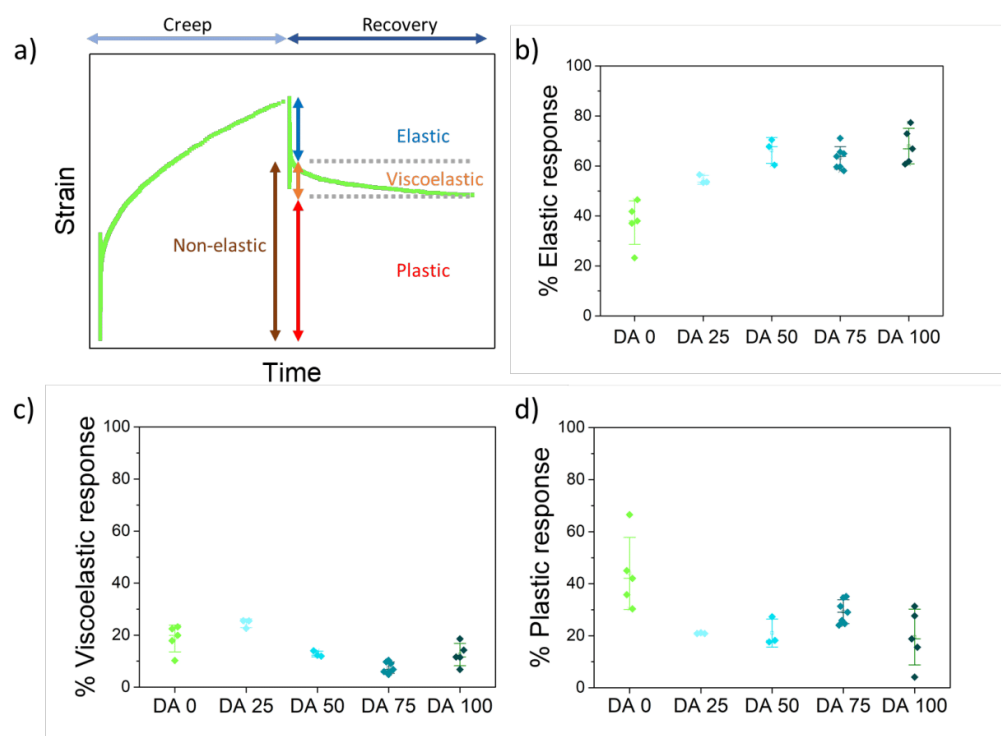 Creep
Recovery
a)
Strain
Elastic
Viscoelastic
Non-elastic
Plastic
Time
b)
% Elastic response
100
80
60
40
20
0
DA 0 DA 25 DA 50 DA 75 DA 100
c)
% Viscoelastic response
100
80
60
40
20
0
DA 0 DA 25 DA 50 DA 75 DA 100
d)
% Plastic response
100
80
60
40
20
0
DA 0 DA 25 DA 50 DA 75 DA 100